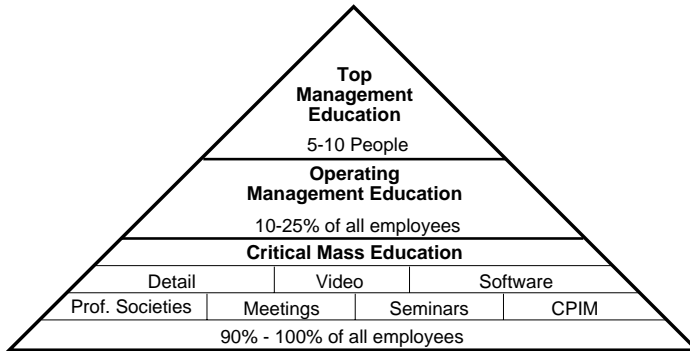 Top
Management
Education
5-10 People
Operating
Management Education
10-25% of all employees
Critical Mass Education
Detail Video Software
Prof. Societies Meetings Seminars CPIM
90% - 100% of all employees